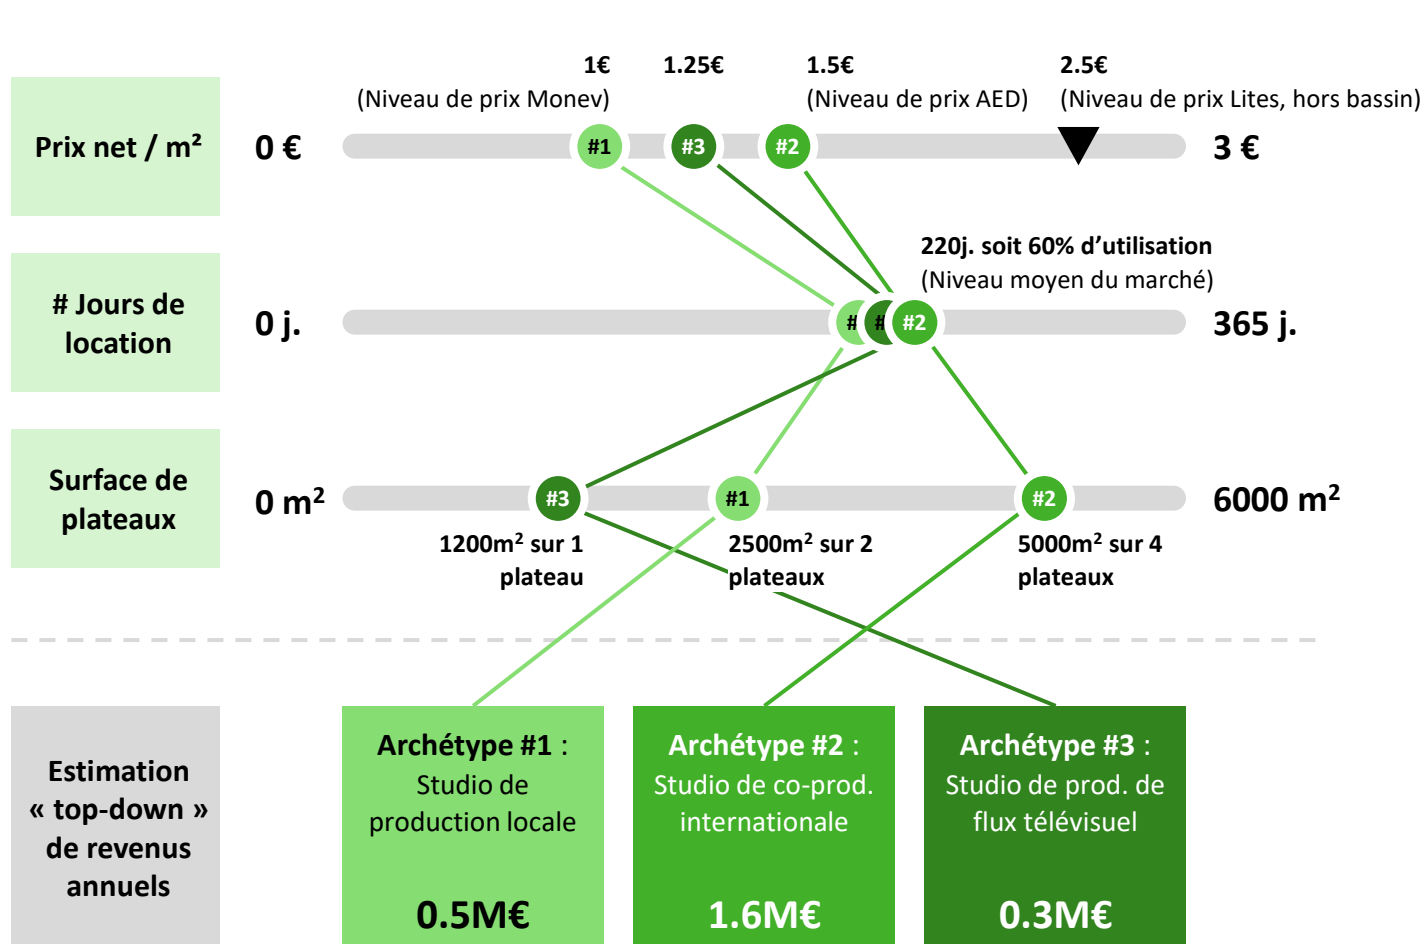 1€
1.25€
1.5€
2.5€
(Niveau de prix Monev)
(Niveau de prix AED)
(Niveau de prix Lites, hors bassin)
Prix net / m²
0 €
#1
#3
#2
3 €
220j. soit 60% d’utilisation
(Niveau moyen du marché)
# Jours de
location
0 j.
#
#
#2
365 j.
Surface de
plateaux
0 m²
#3
#1
#2
6000 m²
1200m² sur 1
plateau
2500m² sur 2
plateaux
5000m² sur 4
plateaux
Estimation
« top-down »
de revenus
annuels
Archétype #1 :
Studio de
production locale
0.5M€
Archétype #2 :
Studio de co-prod.
internationale
1.6M€
Archétype #3 :
Studio de prod. de
flux télévisuel
0.3M€